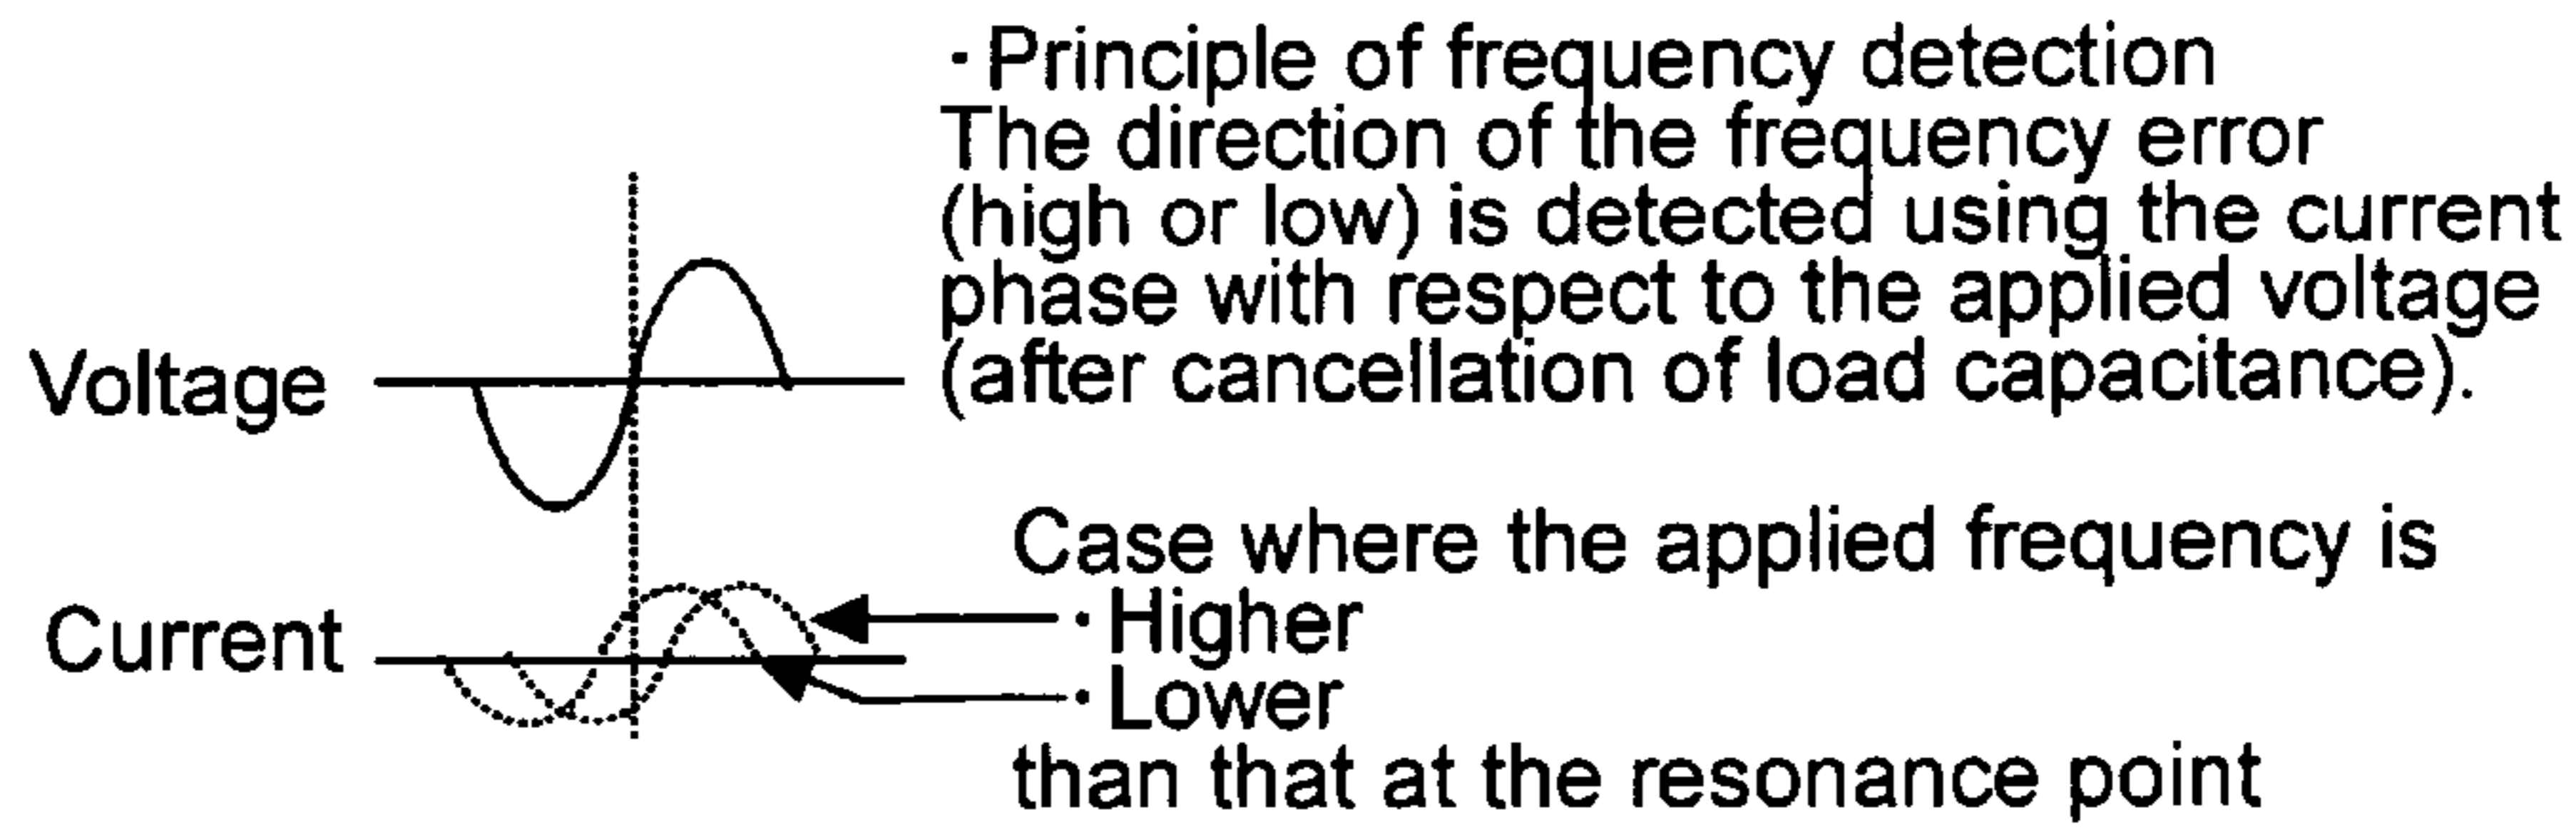 · Principle of frequency detection
The direction of the frequency error
(high or low) is detected using the current
phase with respect to the applied voltage
(after cancellation of load capacitance).
Voltage
Case where the applied frequency is
· Higher
Current
· Lower
than that at the resonance point